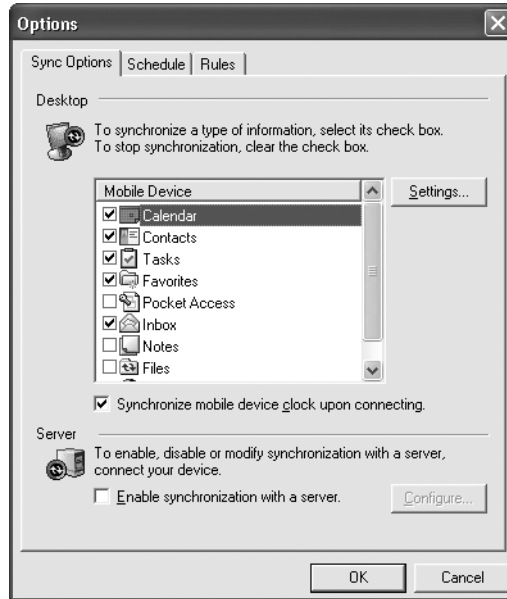 Options
Sync Options Schedule Rules
Desktop
To synchronize a type of information, select its check box.
To stop synchronization, clear the check box.
Mobile Device
Settings...
Calendar
Contacts
Tasks
Favorites
Pocket Access
Inbox
Notes
Files
Synchronize mobile device clock upon connecting.
Server
To enable, disable or modify synchronization with a server,
connect your device.
Enable synchronization with a server.
Configure...
OK Cancel